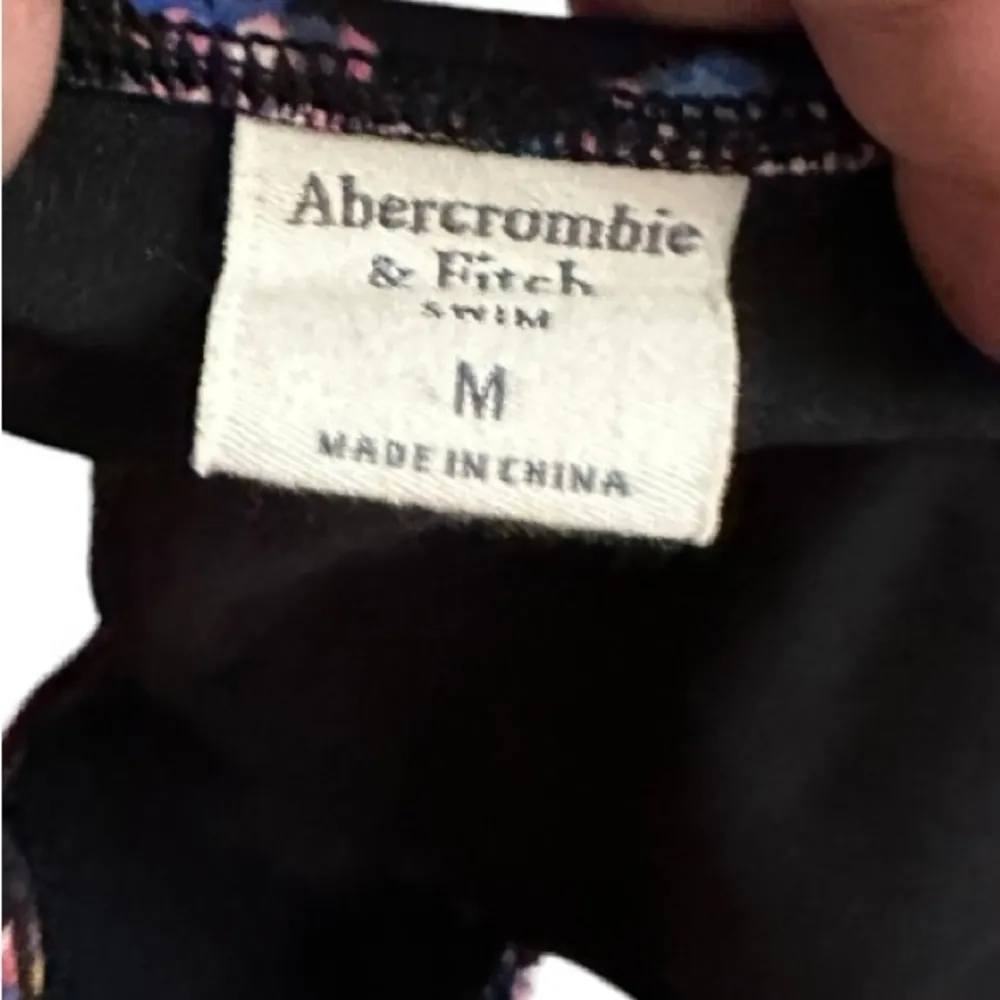 Abercrombie
& Fitch
SWIM
M
MADE IN CHINA